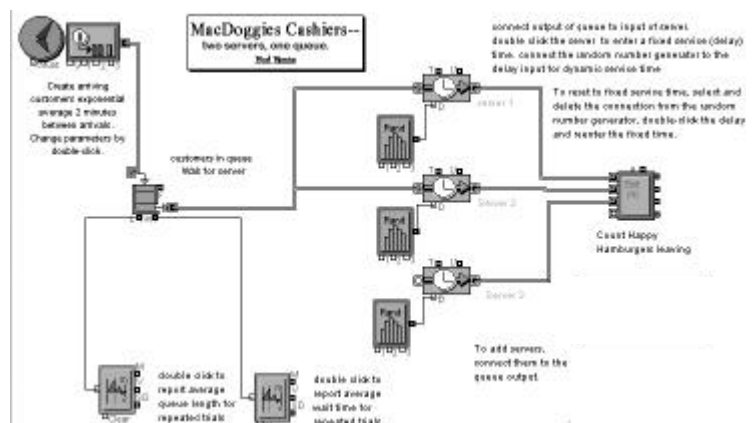 MacDoggies Cashiers--
two servers, one queue.
connect output of queue to input of server.
double click the server to enter a fixed service (delay)
time. connect the random number generator to the
delay input for dynamic service time
To reset to fixed service time, select and
delete the connection from the random
number generator, double-click the delay
and reenter the fixed time.
Create arriving
customers exponential
average 2 minutes
between arrivals.
Change parameters by
double-click.
customers in queue
Wait for server
server 1
Rand
Server 2
Rand
Server 3
Rand
Exit
Count Happy
Hamburgest leaving
To add servers,
connect them to the
queue output.
double click to
report average
queue length for
repeated trials
Clear
double click to
report average
wait time for
repeated trials